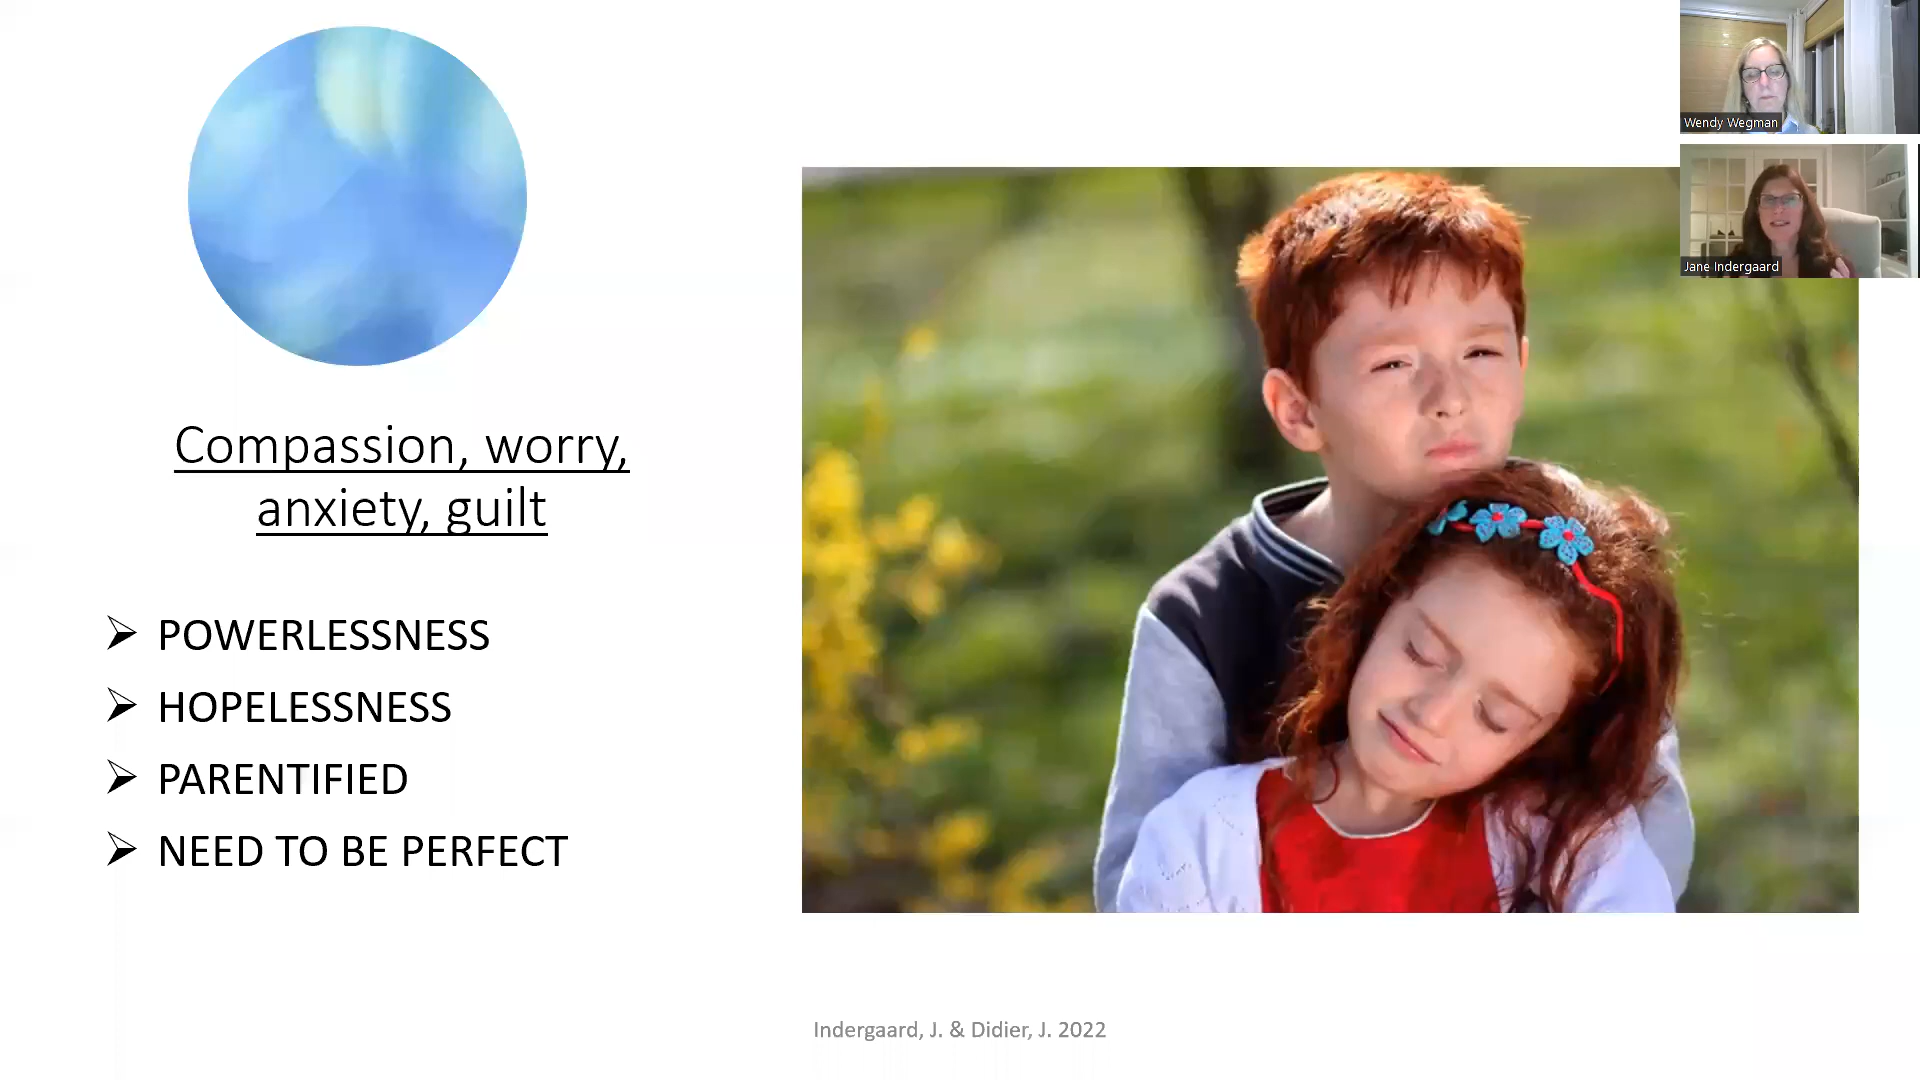 Wendy Wegman
Jane Indergaard
Compassion, worry,
anxiety, guilt
POWERLESSNESS
HOPELESSNESS
PARENTIFIED
NEED TO BE PERFECT
Indergaard, J. & Didier, J. 2022